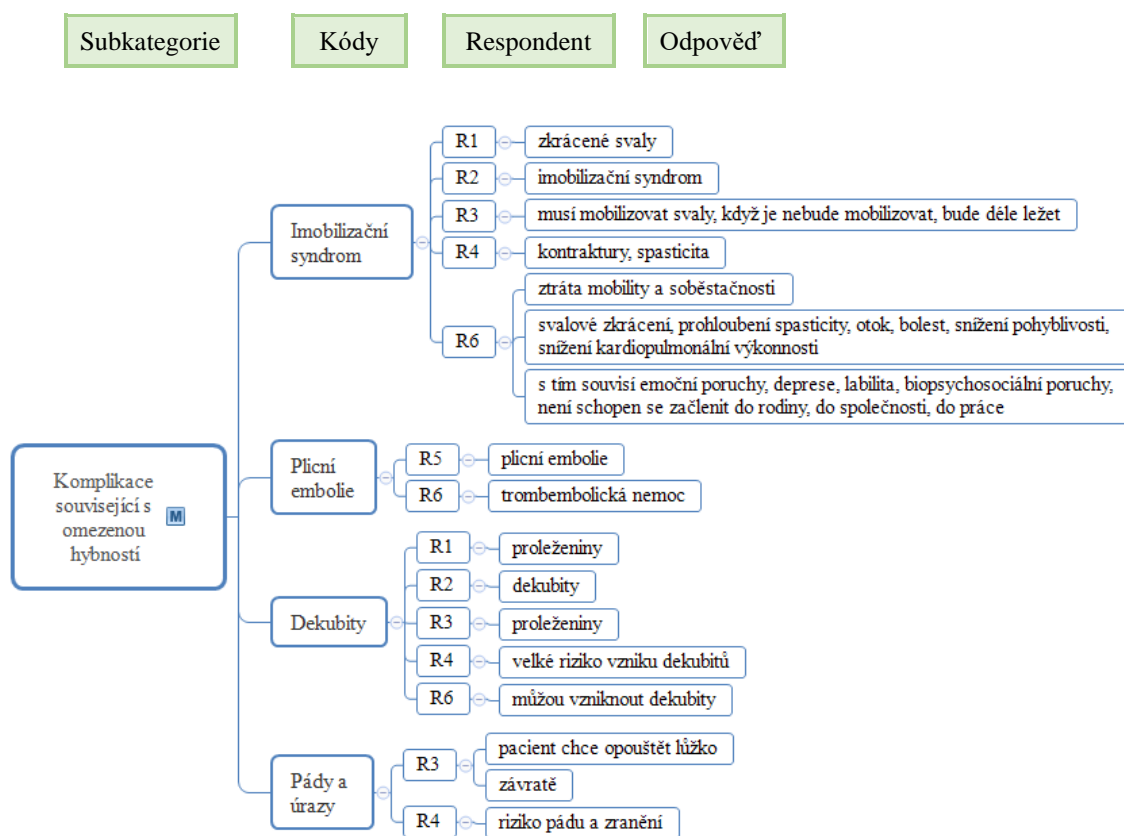 Subkategorie
Kódy
Respondent
Odpověď
Komplikace
související s
omezenou
hybností
M
Imobilizační
syndrom
R1
zkrácené svaly
R2
imobilizační syndrom
R3
musí mobilizovat svaly, když je nebude mobilizovat, bude déle ležet
R4
kontraktury, spasticita
R6
ztráta mobility a soběstačnosti
svalové zkrácení, prohloubení spasticity, otok, bolest, snížení pohyblivosti,
snížení kardiopulmonální výkonnosti
s tím souvisí emoční poruchy, deprese, labilita, biopsychosociální poruchy,
není schopen se začlenit do rodiny, do společnosti, do práce
Plicní
embolie
R5
plicní embolie
R6
trombembolická nemoc
Dekubity
R1
proleženiny
R2
dekubity
R3
proleženiny
R4
velké riziko vzniku dekubitů
R6
můžou vzniknout dekubity
Pády a
úrazy
R3
pacient chce opouštět lůžko
závratě
R4
riziko pádu a zranění